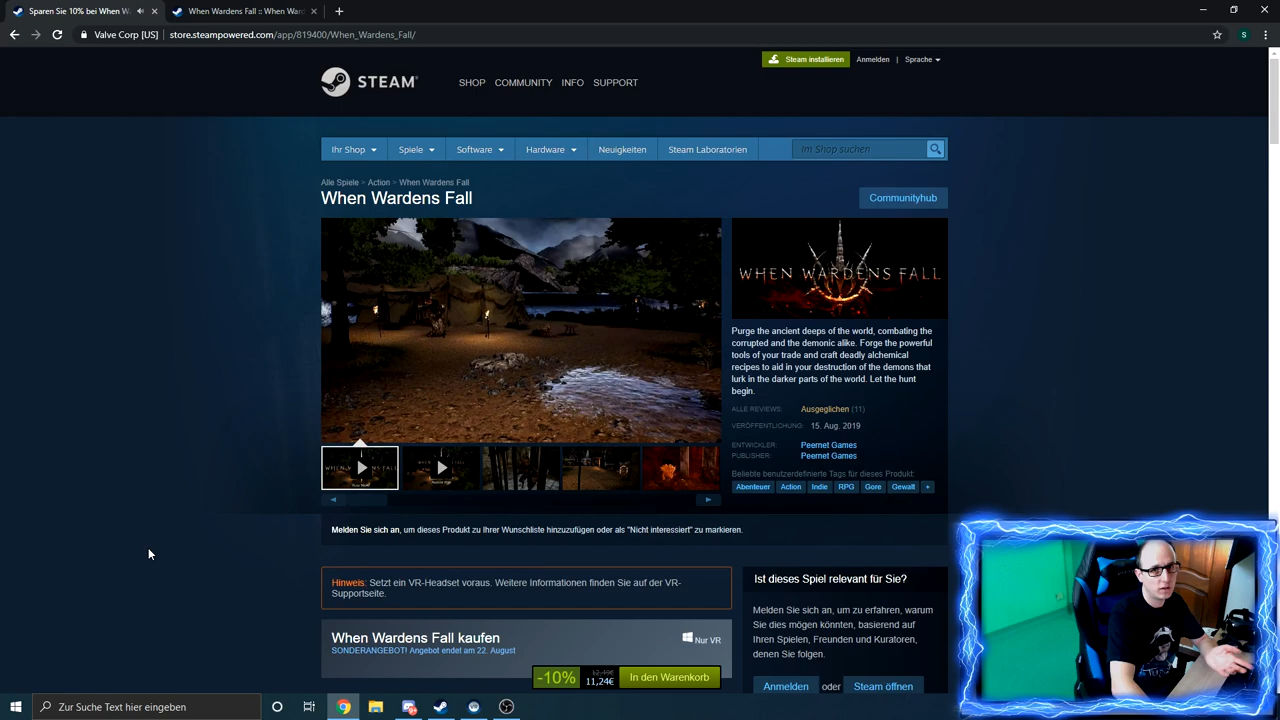 Sparen Sie 10% bei When W
When Wardens Fall :: When Ward
Valve Corp [US] | store.steampowered.com/app/819400/When_Wardens_Fall/
S
Steam installieren
Anmelden | Sprache
STEAM
SHOP COMMUNITY INFO SUPPORT
Ihr Shop
Spiele
Software
Hardware
Neuigkeiten
Steam Laboratorien
Im Shop suchen
Alle Spiele > Action > When Wardens Fall
When Wardens Fall
Communityhub
WHEN WARDENS FALL
Purge the ancient deeps of the world, combating the
corrupted and the demonic alike. Forge the powerful
tools of your trade and craft deadly alchemical
recipes to aid in your destruction of the demons that
lurk in the darker parts of the world. Let the hunt
begin.
ALLE REVIEWS: Ausgeglichen (11)
VERÖFFENTLICHUNG: 15. Aug. 2019
ENTWICKLER: Peernet Games
PUBLISHER: Peernet Games
Beliebte benutzerdefinierte Tags für dieses Produkt:
Abenteuer Action Indie RPG Gore Gewalt +
Melden Sie sich an, um dieses Produkt zu Ihrer Wunschliste hinzuzufügen oder als "Nicht interessiert" zu markieren.
Hinweis: Setzt ein VR-Headset voraus. Weitere Informationen finden Sie auf der VR-
Supportseite.
When Wardens Fall kaufen
Nur VR
SONDERANGEBOT! Angebot endet am 22. August
-10%
12,49€
11,24€
In den Warenkorb
Ist dieses Spiel relevant für Sie?
Melden Sie sich an, um zu erfahren, warum
Sie dies mögen könnten, basierend auf
Ihren Spielen, Freunden und Kuratoren,
denen Sie folgen.
Anmelden oder Steam öffnen
Zur Suche Text hier eingeben